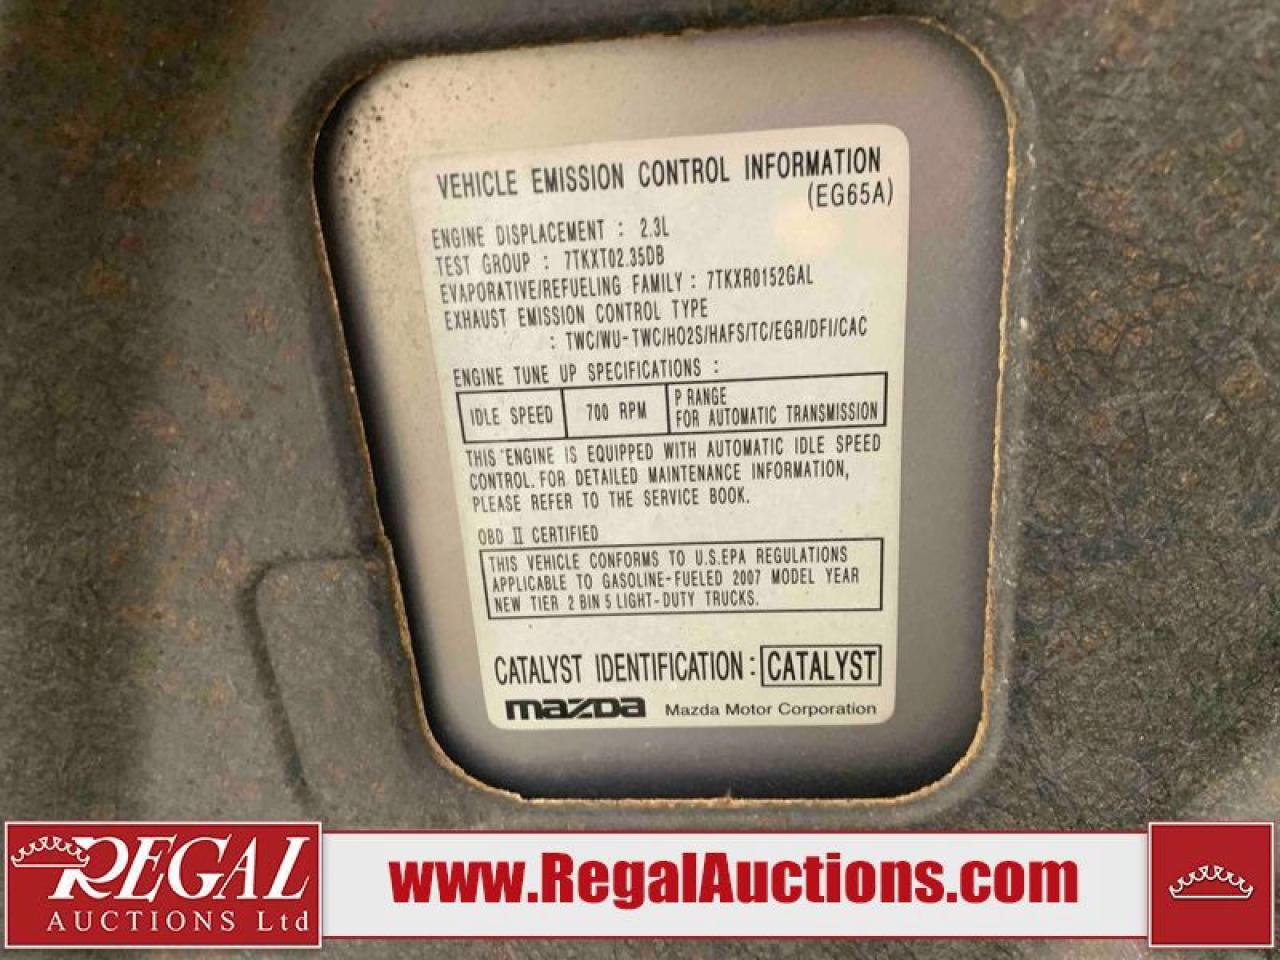 VEHICLE EMISSION CONTROL INFORMATION
(EG65A)
ENGINE DISPLACEMENT : 2.3L
TEST GROUP : 7TKXT02.35DB
EVAPORATIVE/REFUELING FAMILY : 7TKXR0152GAL
EXHAUST EMISSION CONTROL TYPE
: TWC/WU-TWC/HO2S/HAFS/TC/EGR/DFI/CAC
ENGINE TUNE UP SPECIFICATIONS :
IDLE SPEED 700 RPM P RANGE
FOR AUTOMATIC TRANSMISSION
THIS ENGINE IS EQUIPPED WITH AUTOMATIC IDLE SPEED
CONTROL. FOR DETAILED MAINTENANCE INFORMATION,
PLEASE REFER TO THE SERVICE BOOK.
OBD II CERTIFIED
THIS VEHICLE CONFORMS TO U.S.EPA REGULATIONS
APPLICABLE TO GASOLINE-FUELED 2007 MODEL YEAR
NEW TIER 2 BIN 5 LIGHT-DUTY TRUCKS.
CATALYST IDENTIFICATION : CATALYST
mazda Mazda Motor Corporation
REGAL
AUCTIONS Ltd
www.RegalAuctions.com